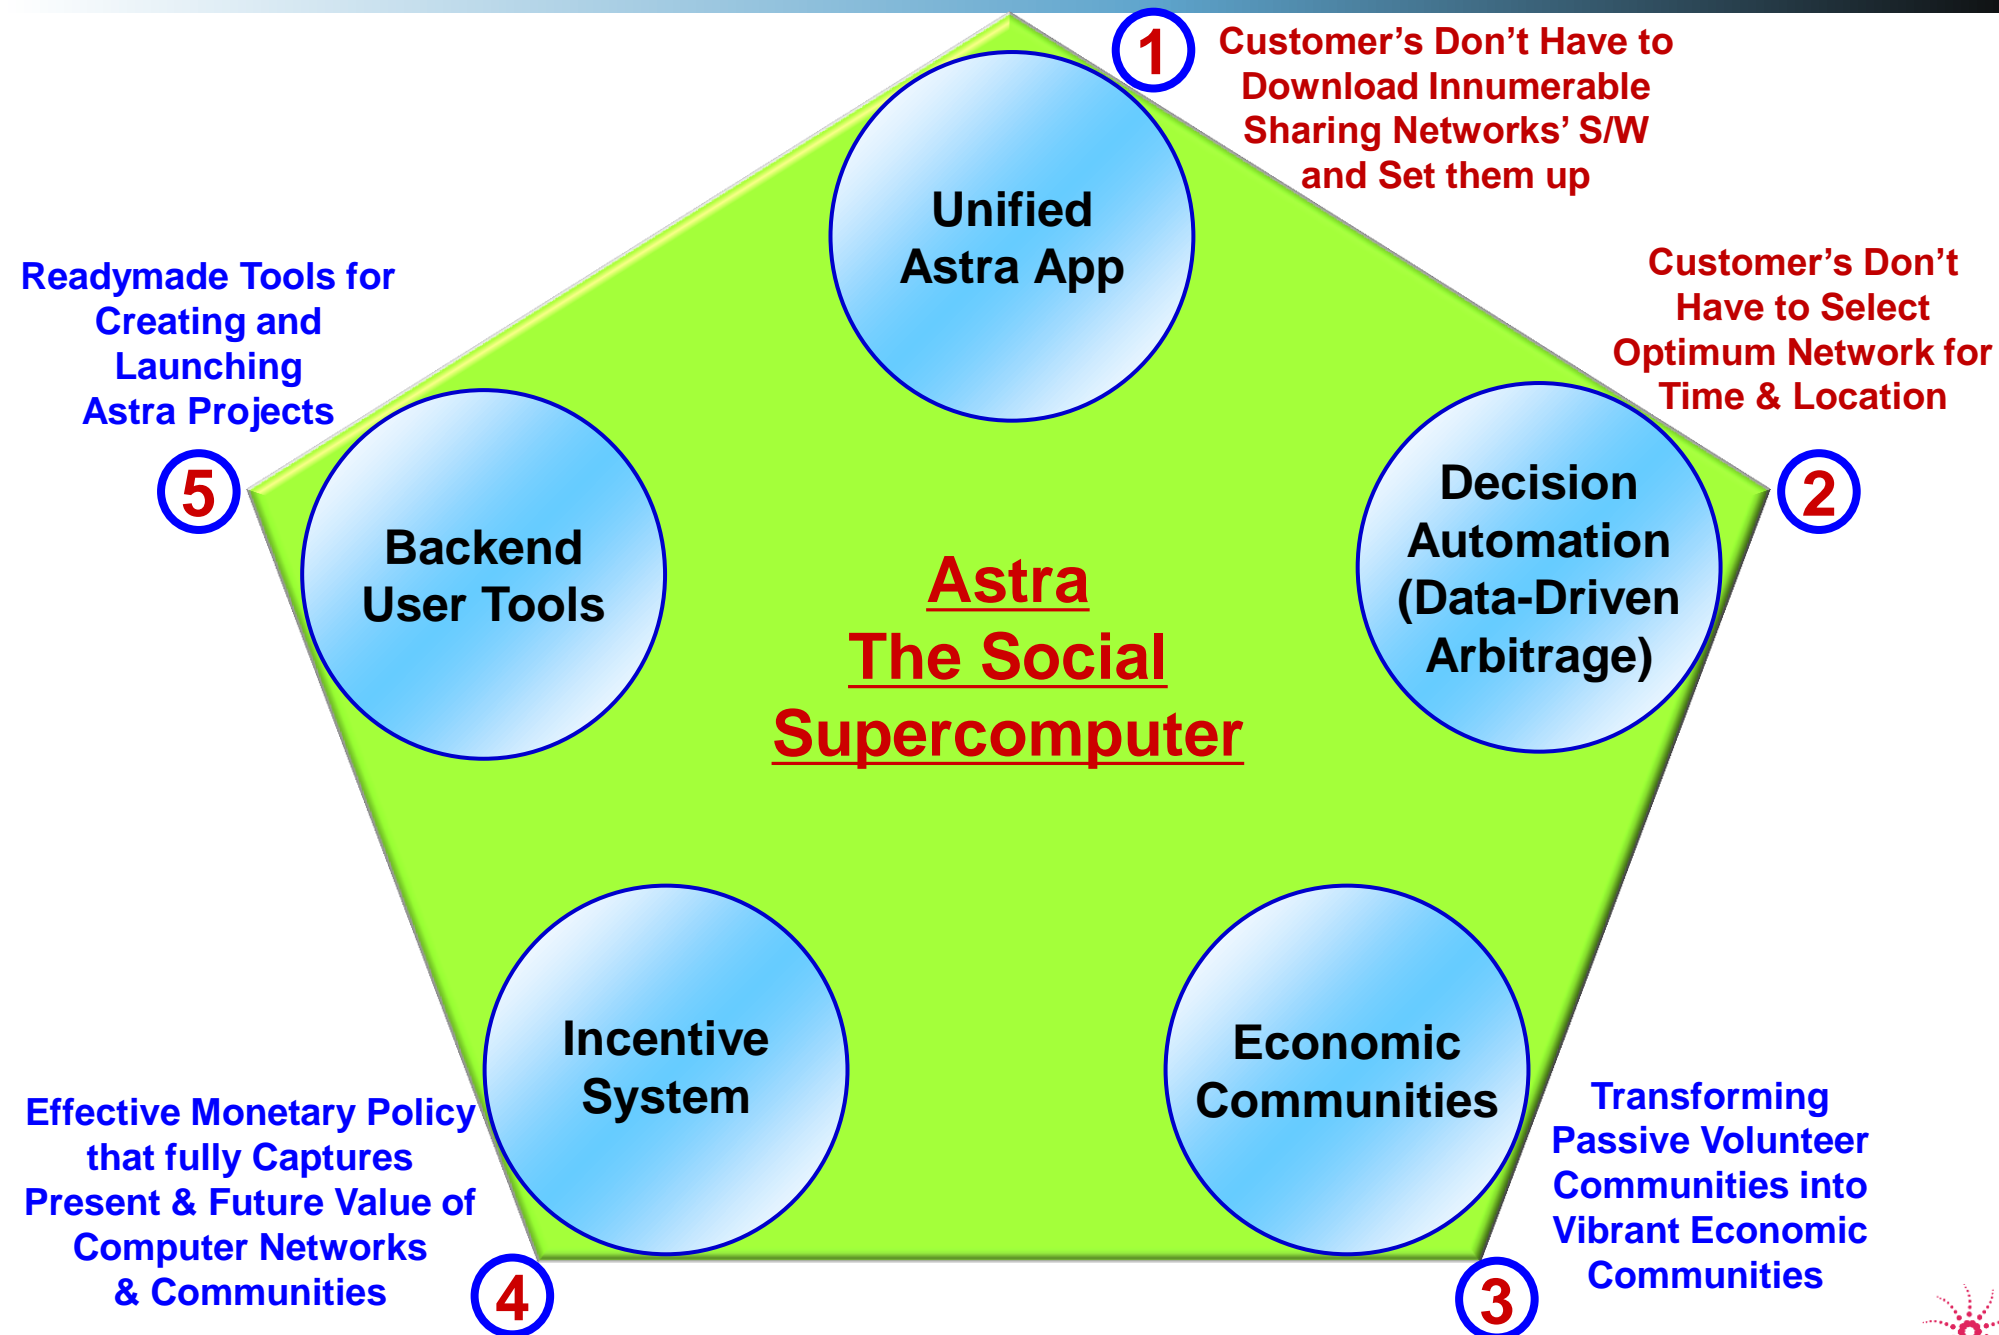 1
Customer's Don't Have to
Download Innumerable
Sharing Networks' S/W
and Set them up
Unified
Astra App
Customer's Don't
Have to Select
Optimum Network for
Time & Location
2
Decision
Automation
(Data-Driven
Arbitrage)
Readymade Tools for
Creating and
Launching
Astra Projects
5
Backend
User Tools
Astra
The Social
Supercomputer
Incentive
System
Economic
Communities
Effective Monetary Policy
that fully Captures
Present & Future Value of
Computer Networks
& Communities
4
Transforming
Passive Volunteer
Communities into
Vibrant Economic
Communities
3